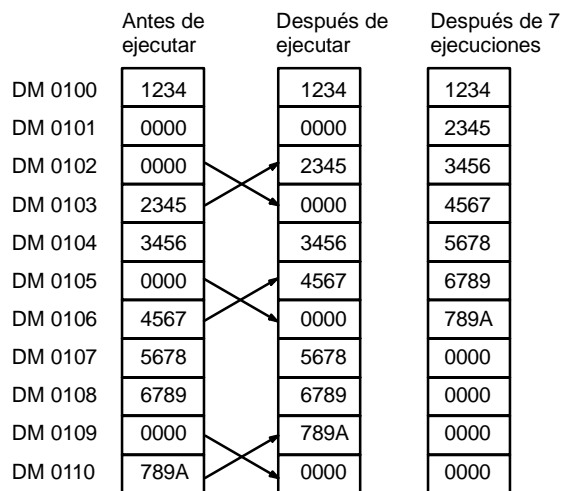 Antes de ejecutar Después de ejecutar Después de 7 ejecuciones
DM 0100 1234 1234 1234
DM 0101 0000 0000 2345
DM 0102 0000 2345 3456
DM 0103 2345 0000 4567
DM 0104 3456 3456 5678
DM 0105 0000 4567 6789
DM 0106 4567 0000 789A
DM 0107 5678 5678 0000
DM 0108 6789 6789 0000
DM 0109 0000 789A 0000
DM 0110 789A 0000 0000